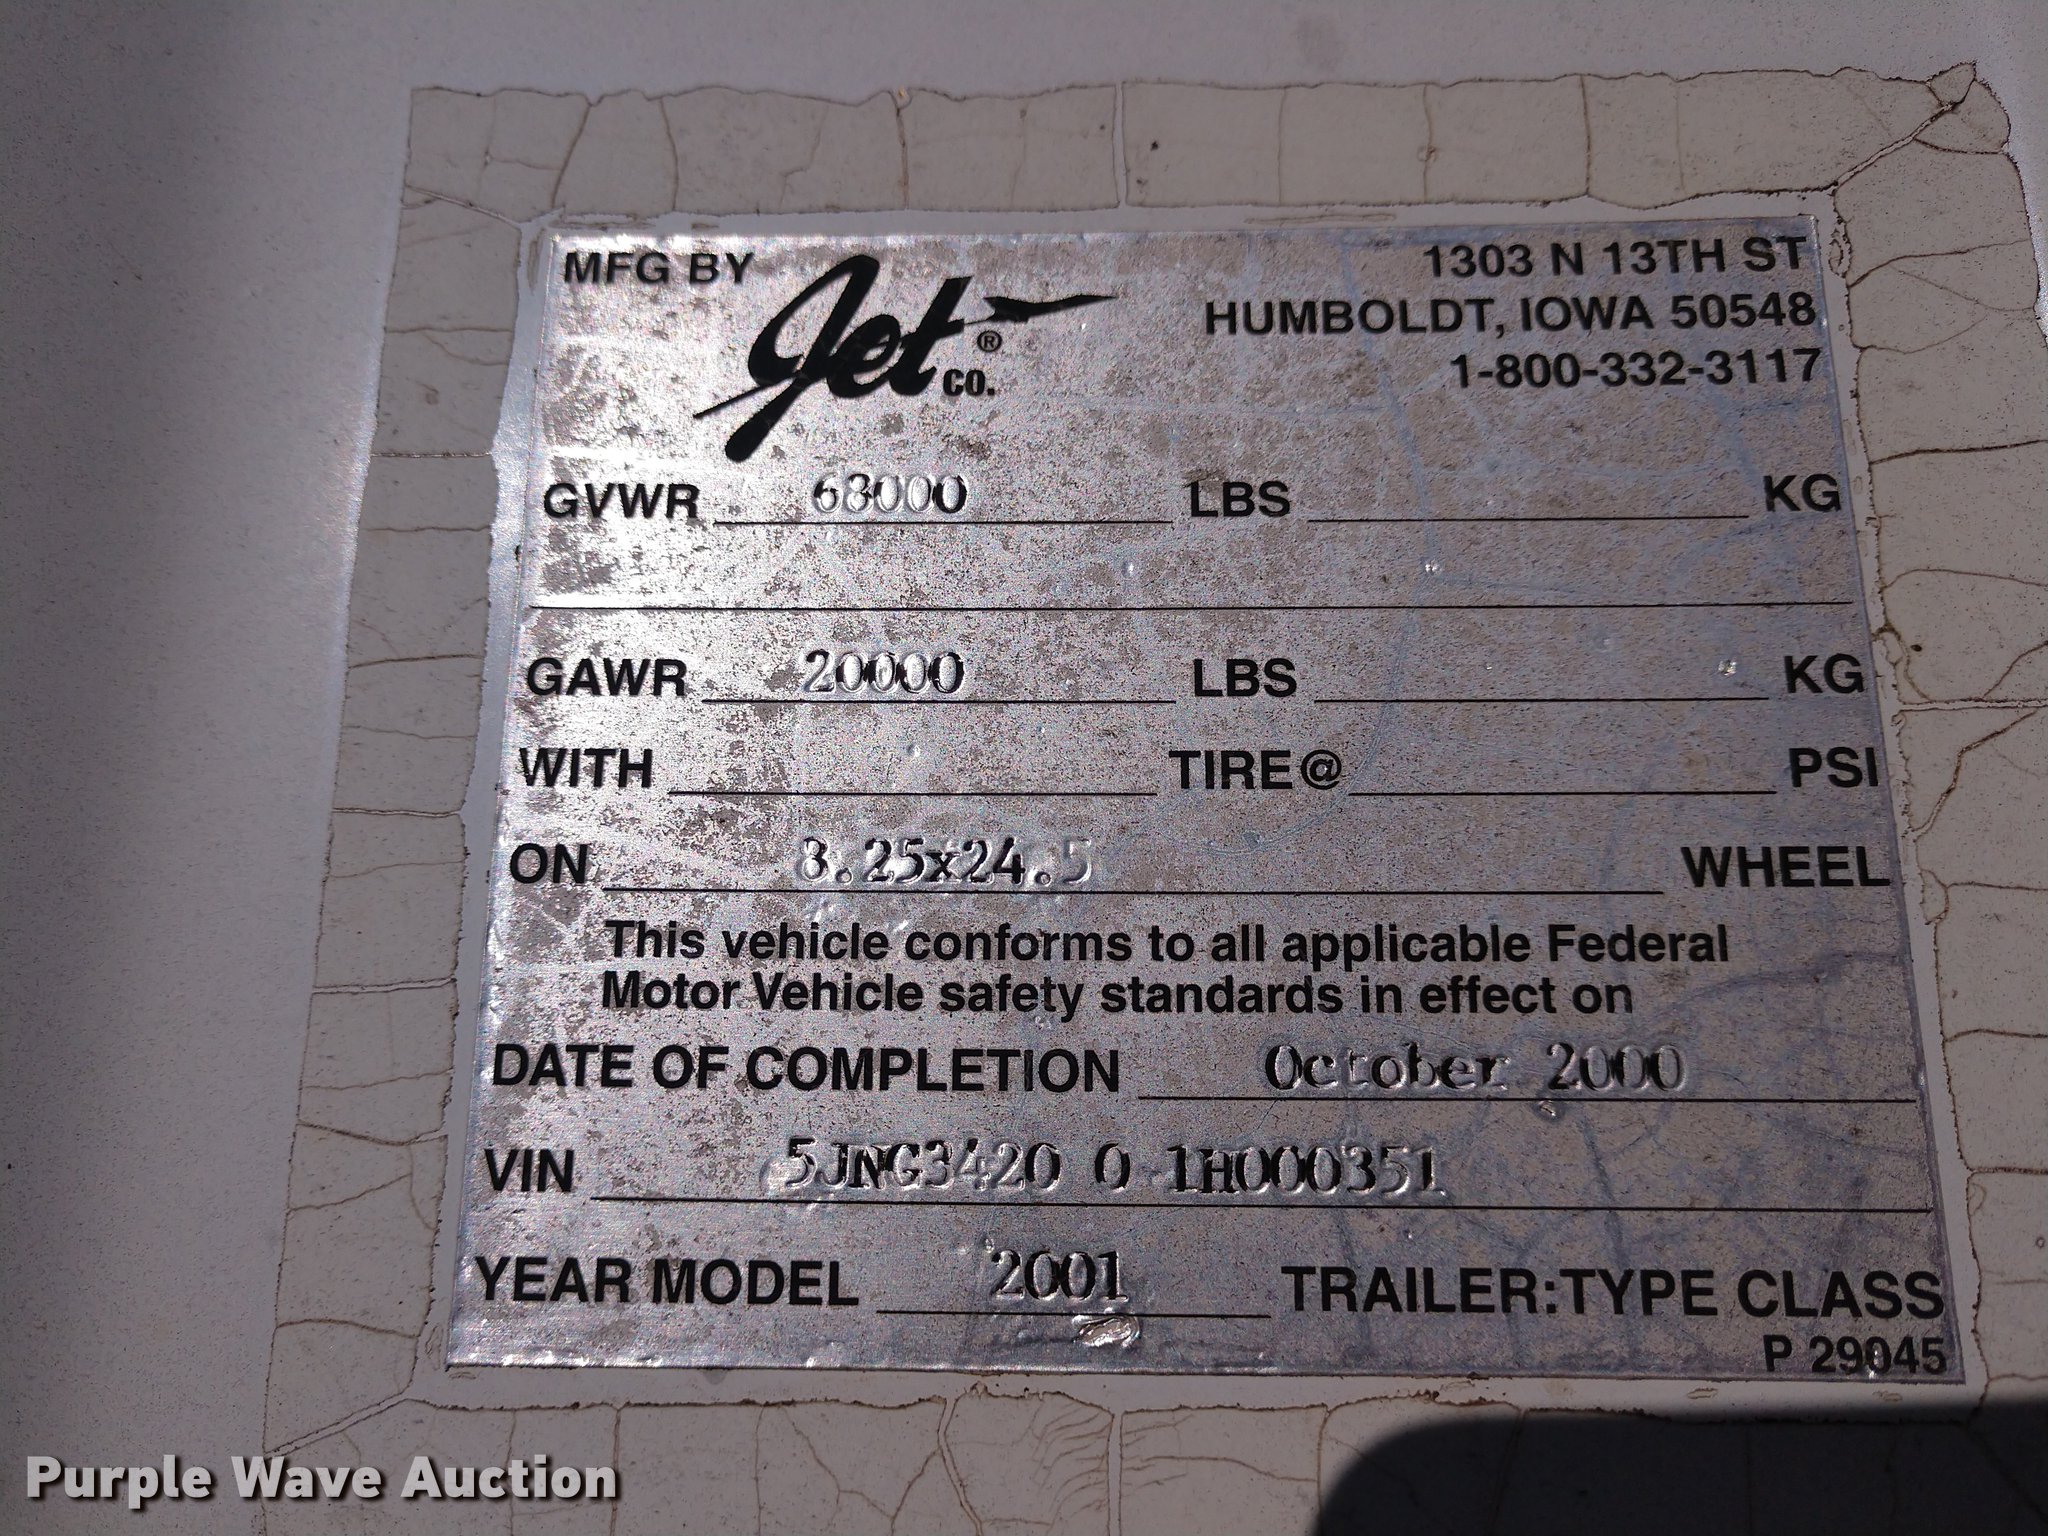 MFG BY Jet® CO.
1303 N 13TH ST
HUMBOLDT, IOWA 50548
1-800-332-3117
GVWR 68000 LBS KG
GAWR 20000 LBS KG
WITH TIRE@ PSI
ON 8.25x24.5 WHEEL
This vehicle conforms to all applicable Federal
Motor Vehicle safety standards in effect on
DATE OF COMPLETION October 2000
VIN 5JNG3420 0 1H000351
YEAR MODEL 2001 TRAILER:TYPE CLASS
P 29045
Purple Wave Auction